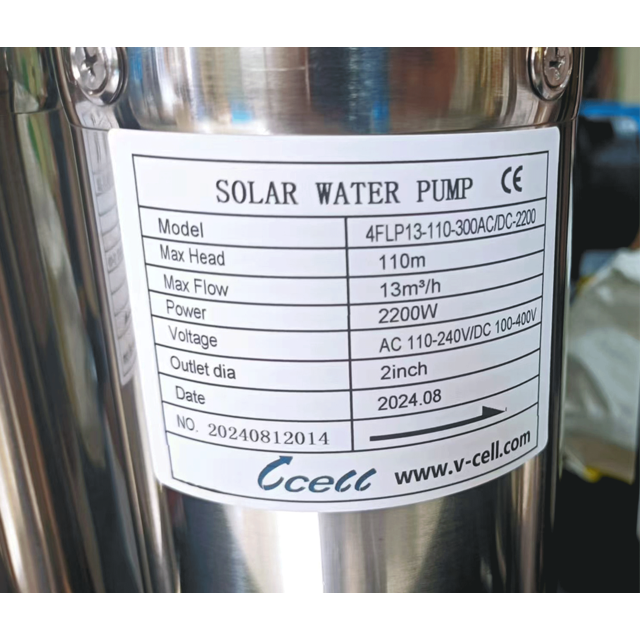 SOLAR WATER PUMP CE
Model 4FLP13-110-300AC/DC-2200
Max Head 110m
Max Flow 13m³/h
Power 2200W
Voltage AC 110-240V/DC 100-400V
Outlet dia 2inch
Date 2024.08
NO. 20240812014
Ccell www.v-cell.com